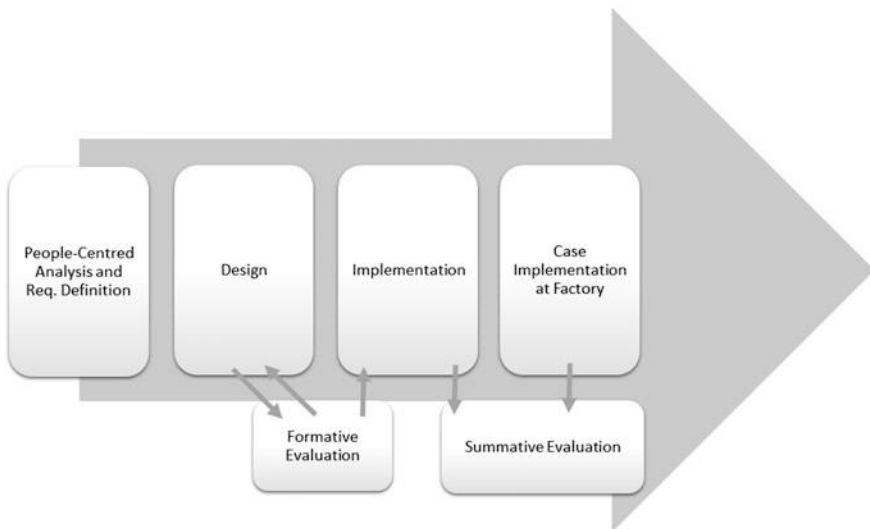 People-Centred
Analysis and
Req. Definition
Design
Implementation
Case
Implementation
at Factory
Formative
Evaluation
Summative Evaluation